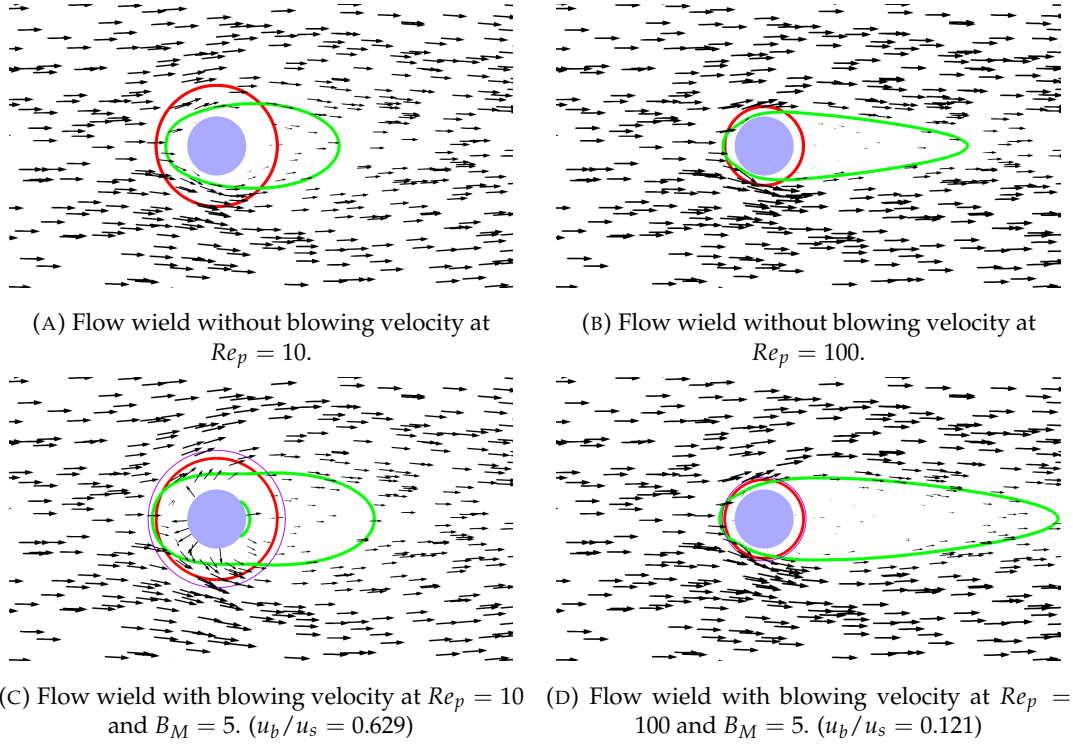 (A) Flow wield without blowing velocity at
Re_p = 10.
(B) Flow wield without blowing velocity at
Re_p = 100.
(C) Flow wield with blowing velocity at Re_p = 10
and B_M = 5. (u_b/u_s = 0.629)
(D) Flow wield with blowing velocity at Re_p =
100 and B_M = 5. (u_b/u_s = 0.121)